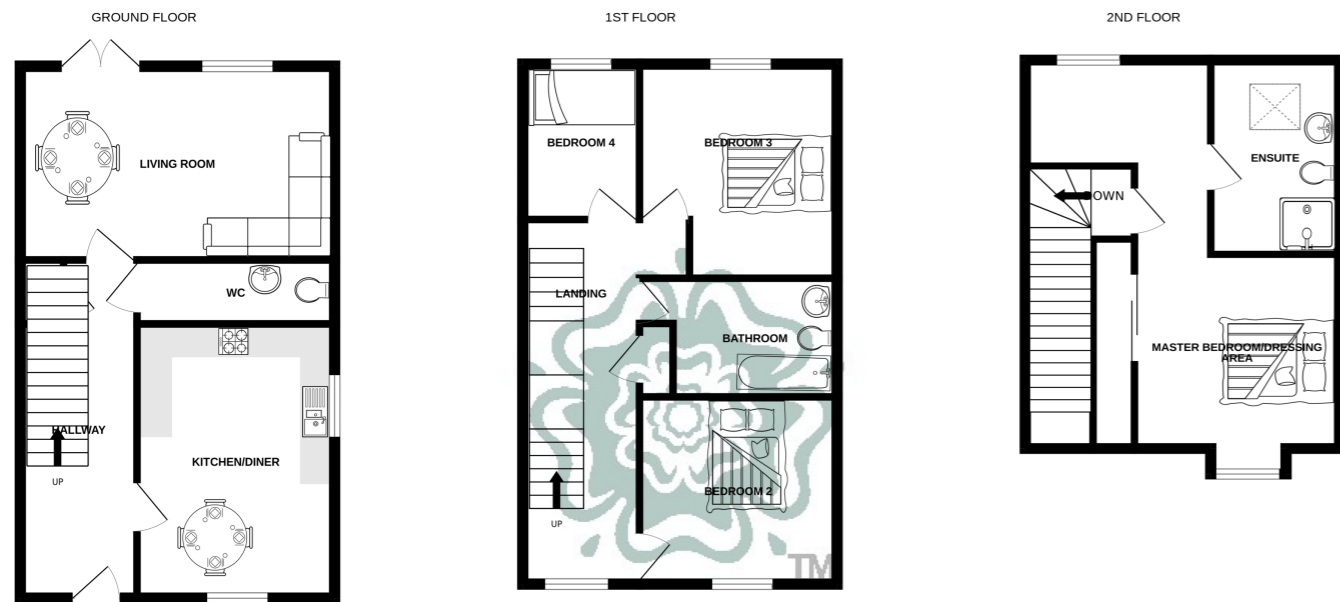 GROUND FLOOR
LIVING ROOM
WC
HALLWAY
KITCHEN/DINER
UP
1ST FLOOR
BEDROOM 4
BEDROOM 3
LANDING
BATHROOM
BEDROOM 2
UP
TM
2ND FLOOR
ENSUITE
DOWN
MASTER BEDROOM/DRESSING
AREA